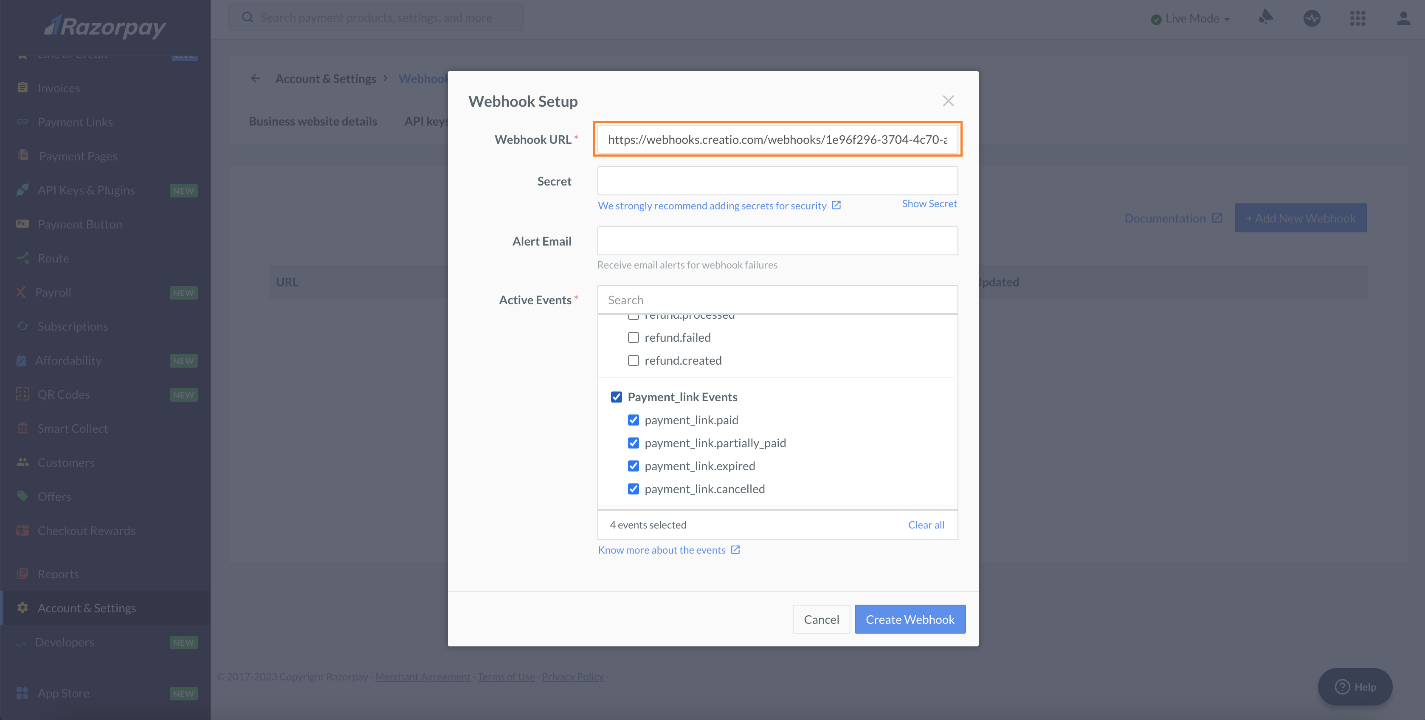 Razorpay
Search payment products, settings, and more
Live Mode
Invoices
Payment Links
Payment Pages
API Keys & Plugins NEW
Payment Button
Route
Payroll NEW
Subscriptions
Affordability NEW
QR Codes NEW
Smart Collect
Customers
Offers
Checkout Rewards
Reports
Account & Settings
Developers NEW
App Store NEW
Account & Settings > Webhoo
Business website details API keys
Documentation + Add New Webhook
URL
Webhook Setup
Webhook URL *
https://webhooks.creatio.com/webhooks/1e96f296-3704-4c70-a
Secret
We strongly recommend adding secrets for security
Show Secret
Alert Email
Receive email alerts for webhook failures
Active Events *
Search
refund.processed
refund.failed
refund.created
Payment_link Events
payment_link.paid
payment_link.partially_paid
payment_link.expired
payment_link.cancelled
4 events selected Clear all
Know more about the events
Cancel Create Webhook
© 2017-2023 Copyright Razorpay · Merchant Agreement · Terms of Use · Privacy Policy
Help